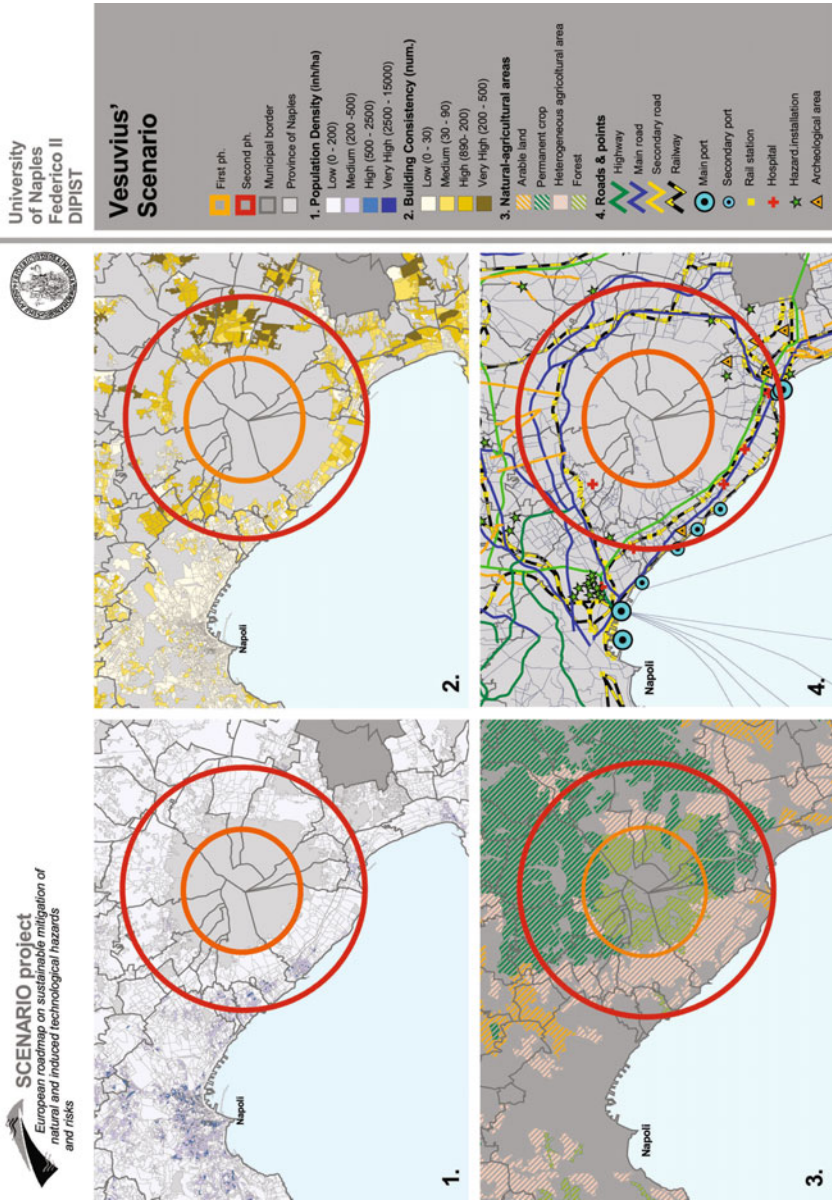 SCENARIO project
European roadmap on sustainable mitigation of
natural and induced technological hazards
and risks
University
of Naples
Federico II
DIPIST
Vesuvius'
Scenario
First ph.
Second ph.
Municipal border
Province of Naples
1. Population Density (inh/ha)
Low (0 - 200)
Medium (200 -500)
High (500 - 2500)
Very High (2500 - 15000)
2. Building Consistency (num.)
Low (0 - 30)
Medium (30 - 90)
High (890- 200)
Very High (200 - 500)
3. Natural-agricultural areas
Arable land
Permanent crop
Heterogeneous agricoltural area
Forest
4. Roads & points
Highway
Main road
Secondary road
Railway
Main port
Secondary port
Rail station
Hospital
Hazard.installation
Archeological area
Napoli
1.
Napoli
2.
Napoli
3.
Napoli
4.